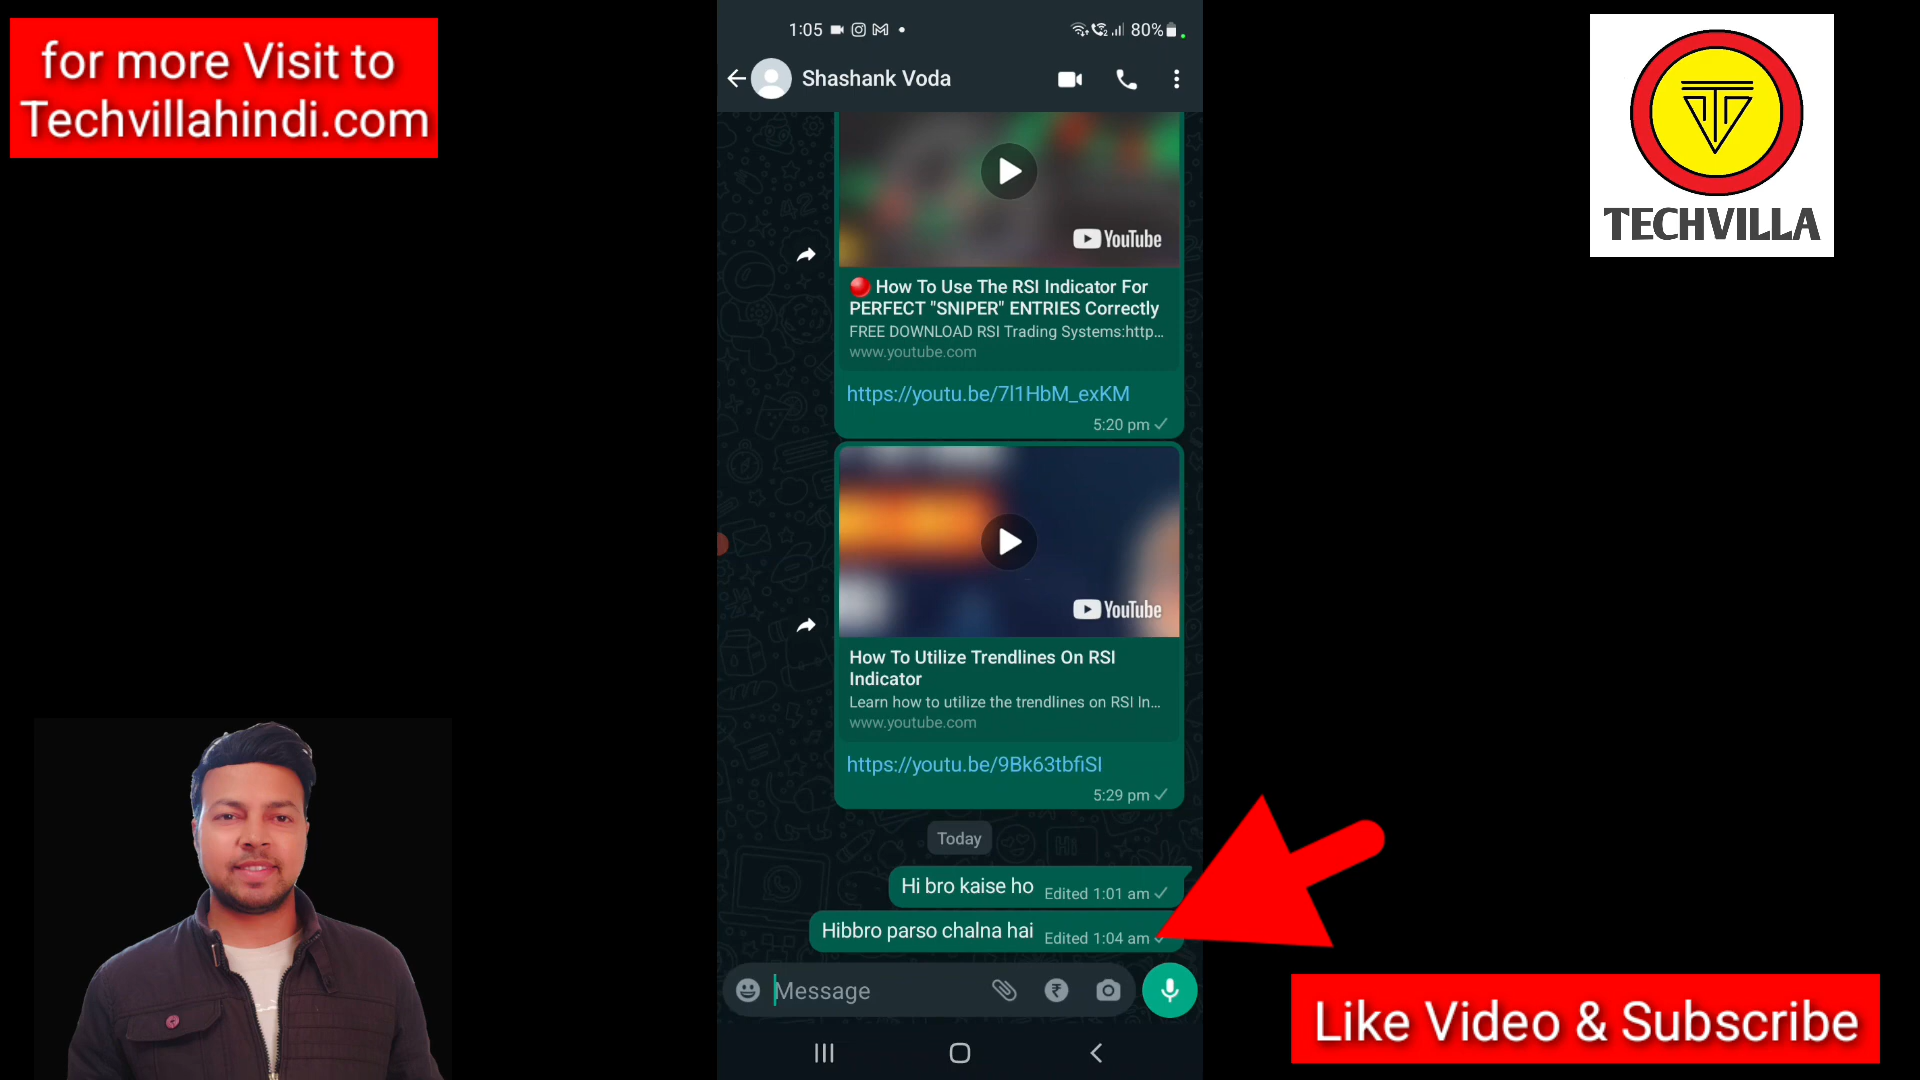 for more Visit to
Techvillahindi.com
1:05
80%
Shashank Voda
TECHVILLA
YouTube
How To Use The RSI Indicator For
PERFECT "SNIPER" ENTRIES Correctly
FREE DOWNLOAD RSI Trading Systems:http...
www.youtube.com
https://youtu.be/7l1HbM_exKM
5:20 pm
YouTube
How To Utilize Trendlines On RSI
Indicator
Learn how to utilize the trendlines on RSI In...
www.youtube.com
https://youtu.be/9Bk63tbfiSI
5:29 pm
Today
Hi bro kaise ho Edited 1:01 am
Hibbro parso chalna hai Edited 1:04 am
Message
Like Video & Subscribe